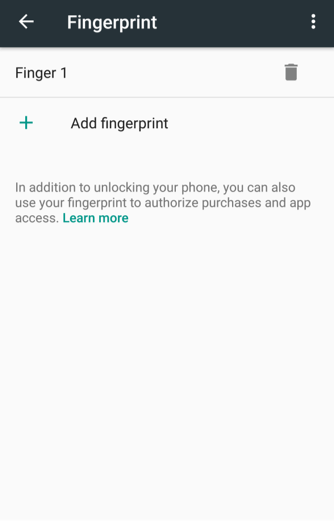 Fingerprint
Finger 1
Add fingerprint
In addition to unlocking your phone, you can also
use your fingerprint to authorize purchases and app
access. Learn more